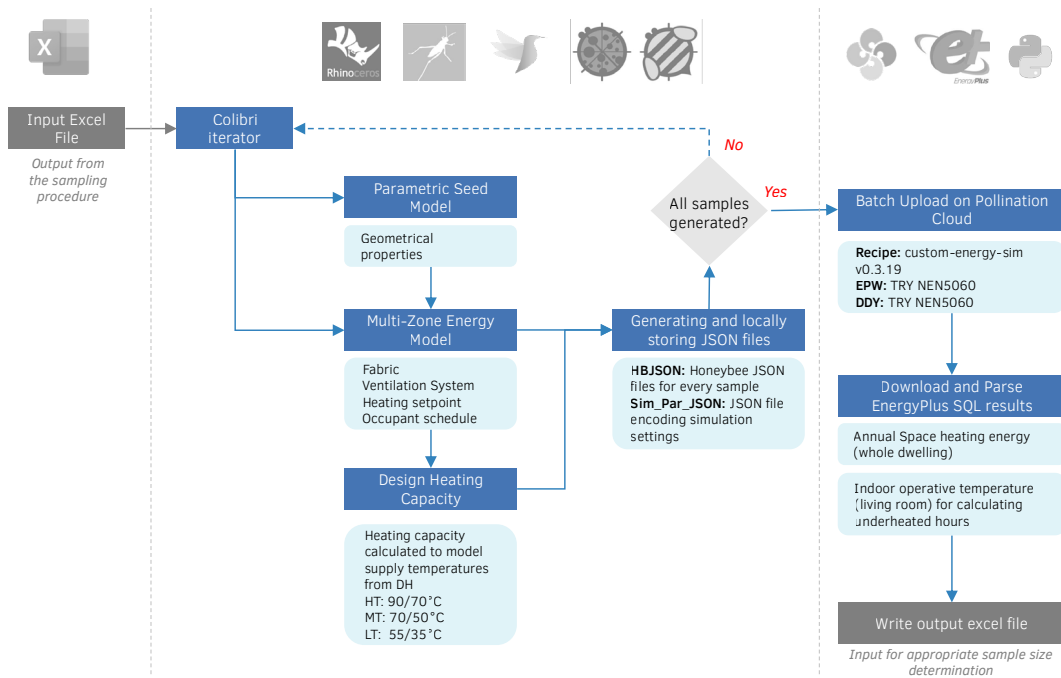 X
Rhinoceros
et
EnergyPlus
Input Excel
File
Output from
the sampling
procedure
Colibri
iterator
No
Yes
All samples
generated?
Parametric Seed
Model
Geometrical
properties
Multi-Zone Energy
Model
Fabric
Ventilation System
Heating setpoint
Occupant schedule
Design Heating
Capacity
Heating capacity
calculated to model
supply temperatures
from DH
HT: 90/70°C
MT: 70/50°C
LT: 55/35°C
Generating and locally
storing JSON files
HBJSON: Honeybee JSON
files for every sample
Sim_Par_JSON: JSON file
encoding simulation
settings
Batch Upload on Pollination
Cloud
Recipe: custom-energy-sim
v0.3.19
EPW: TRY NEN5060
DDY: TRY NEN5060
Download and Parse
EnergyPlus SQL results
Annual Space heating energy
(whole dwelling)
Indoor operative temperature
(living room) for calculating
underheated hours
Write output excel file
Input for appropriate sample size
determination